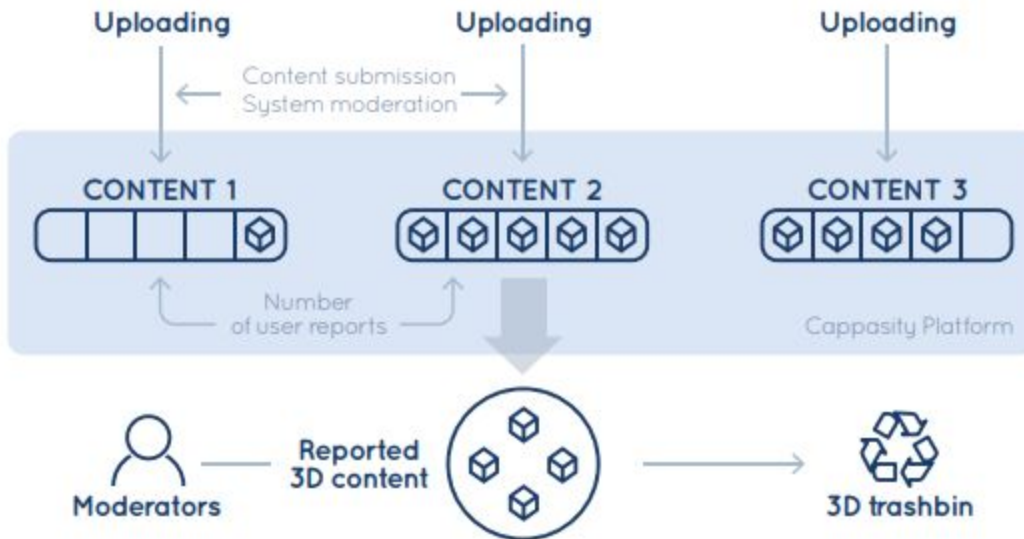 Uploading
Uploading
Uploading
Content submission
System moderation
CONTENT 1
CONTENT 2
CONTENT 3
Number
of user reports
Cappasity Platform
Reported
3D content
Moderators
3D trashbin